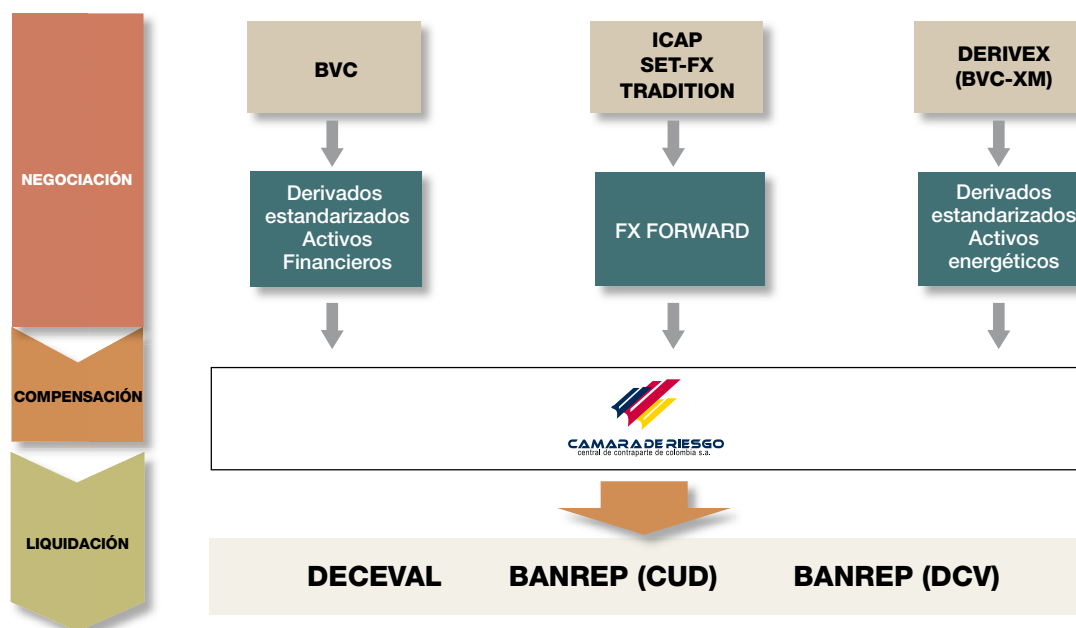 NEGOCIACIÓN
BVC
ICAP
SET-FX
TRADITION
DERIVEX
(BVC-XM)
Derivados
estandarizados
Activos
Financieros
FX FORWARD
Derivados
estandarizados
Activos
energéticos
COMPENSACIÓN
CAMARA DE RIESGO
central de contraparte de colombia s.a.
LIQUIDACIÓN
DECEVAL BANREP (CUD) BANREP (DCV)